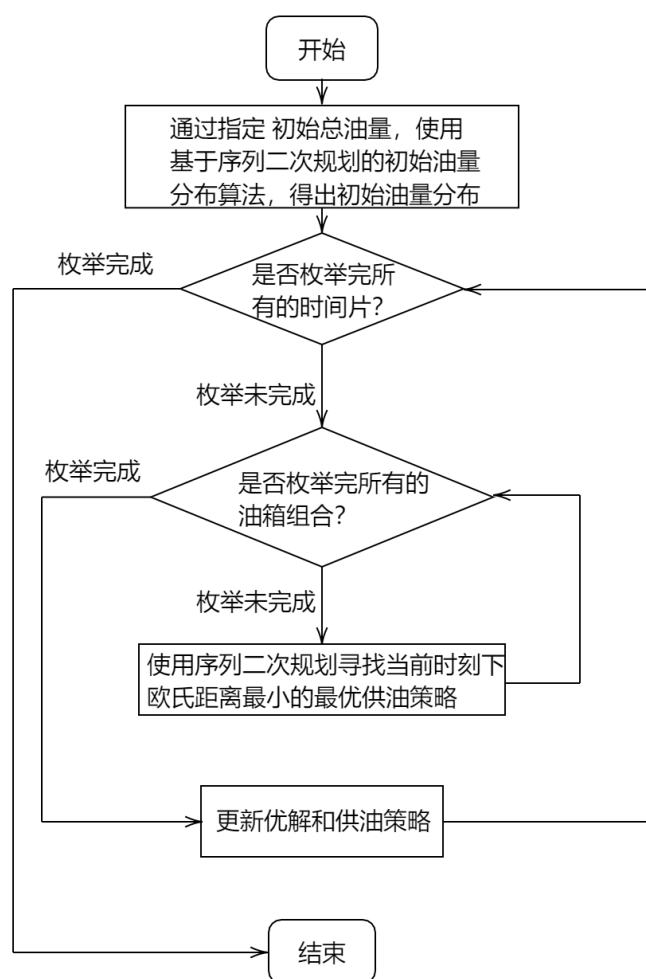 开始
通过指定 初始总油量，使用
基于序列二次规划的初始油量
分布算法，得出初始油量分布
枚举完成
是否枚举完所
有的时间片？
枚举未完成
枚举完成
是否枚举完所有的
油箱组合？
枚举未完成
使用序列二次规划寻找当前时刻下
欧氏距离最小的最优供油策略
更新优解和供油策略
结束